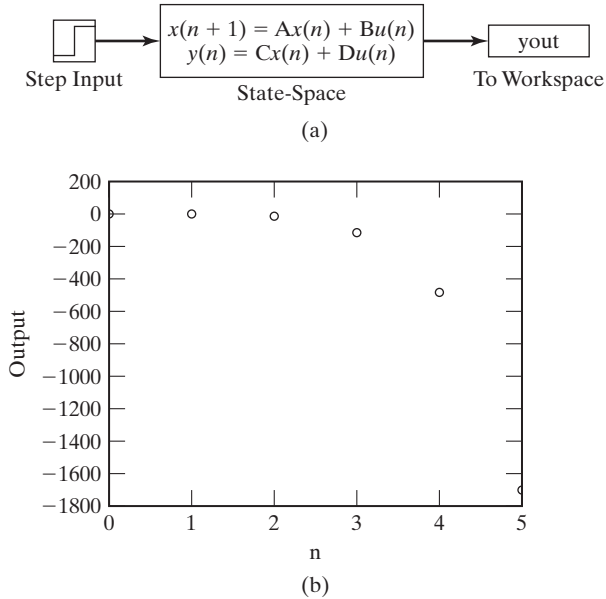 x(n + 1) = Ax(n) + Bu(n)
y(n) = Cx(n) + Du(n)
yout
Step Input
State-Space
To Workspace
(a)
200
0
−200
−400
−600
−800
−1000
−1200
−1400
−1600
−1800
Output
0 1 2 3 4 5
n
(b)